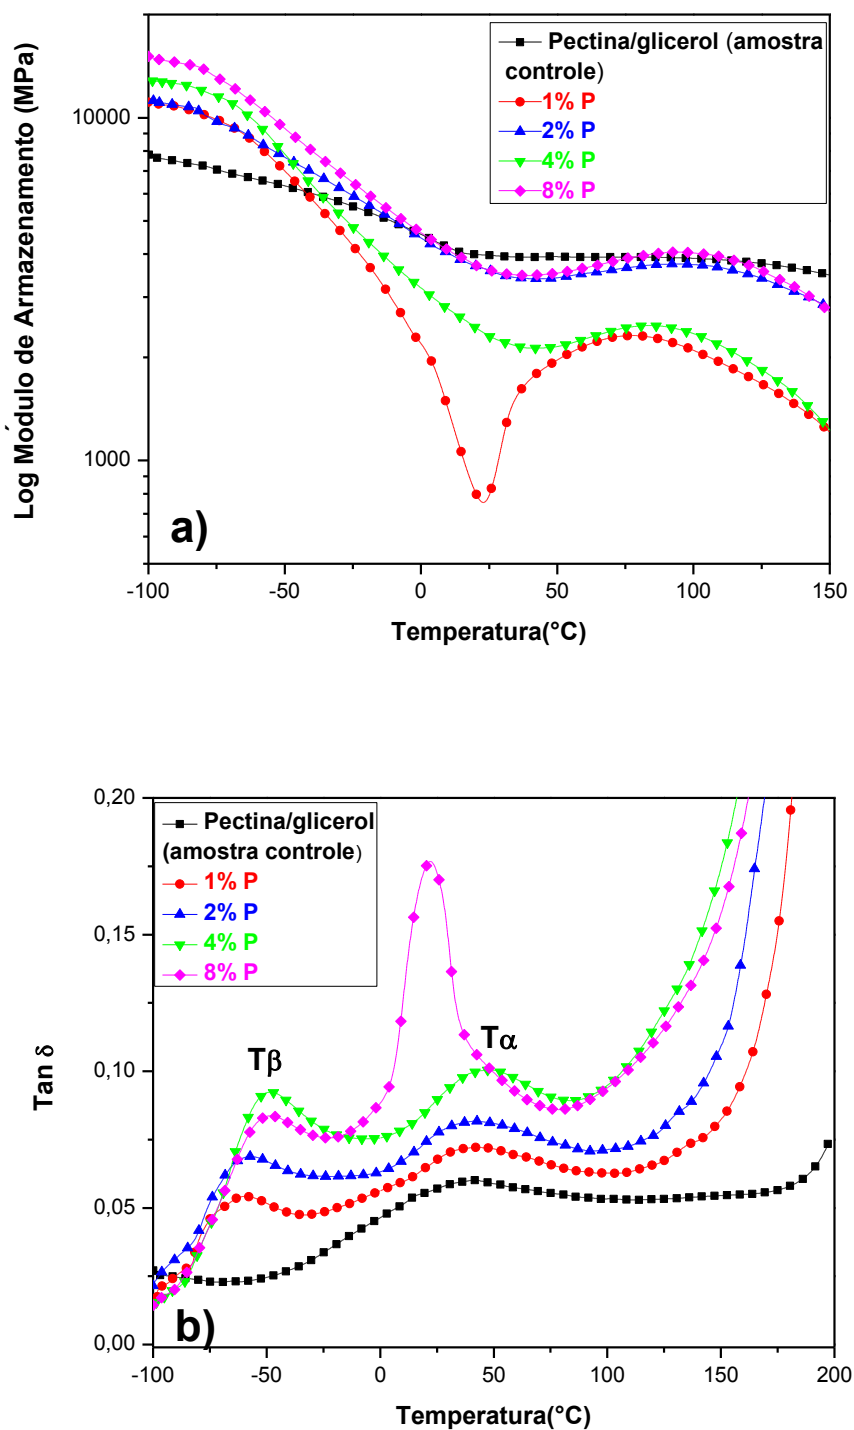 Pectina/glicerol (amostra
controle)
1% P
2% P
4% P
8% P
10000
1000
Log Módulo de Armazenamento (MPa)
a)
-100 -50 0 50 100 150
Temperatura(°C)
0,20
Pectina/glicerol
(amostra controle)
1% P
2% P
4% P
8% P
0,15
0,10
0,05
0,00
Tβ
Tα
Tan δ
b)
-100 -50 0 50 100 150 200
Temperatura(°C)